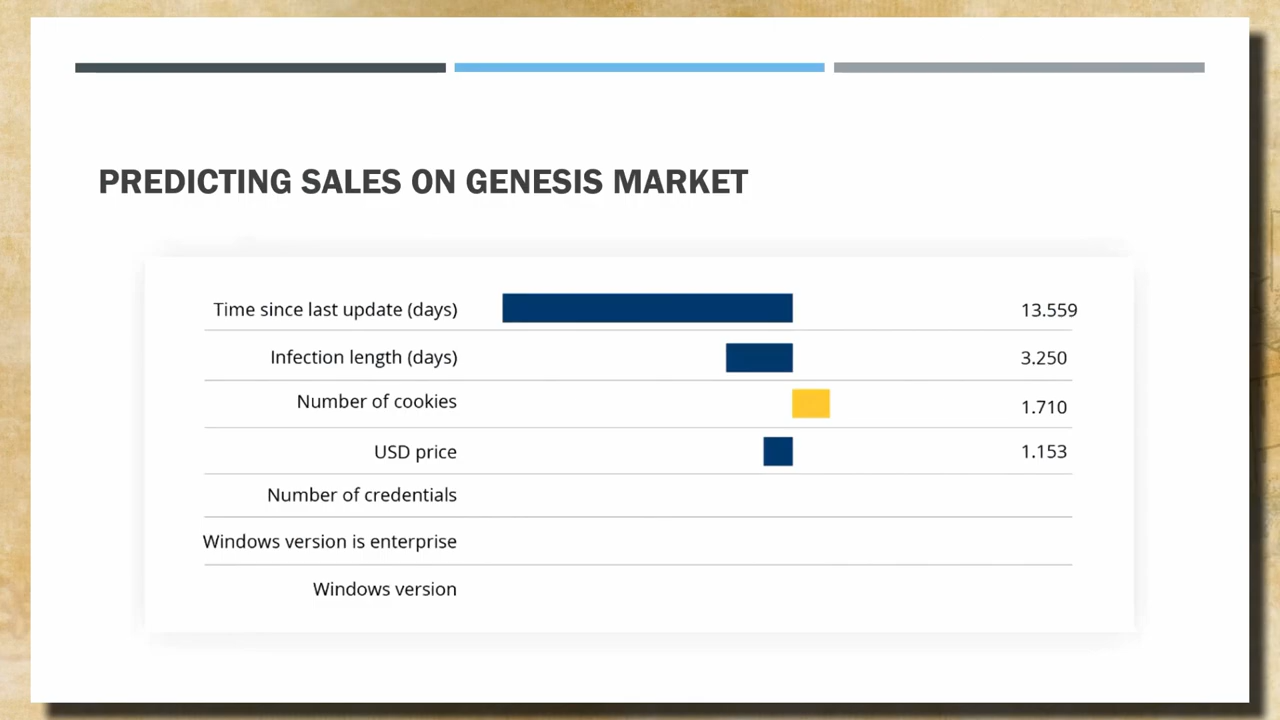 PREDICTING SALES ON GENESIS MARKET
Time since last update (days) 13.559
Infection length (days) 3.250
Number of cookies 1.710
USD price 1.153
Number of credentials
Windows version is enterprise
Windows version